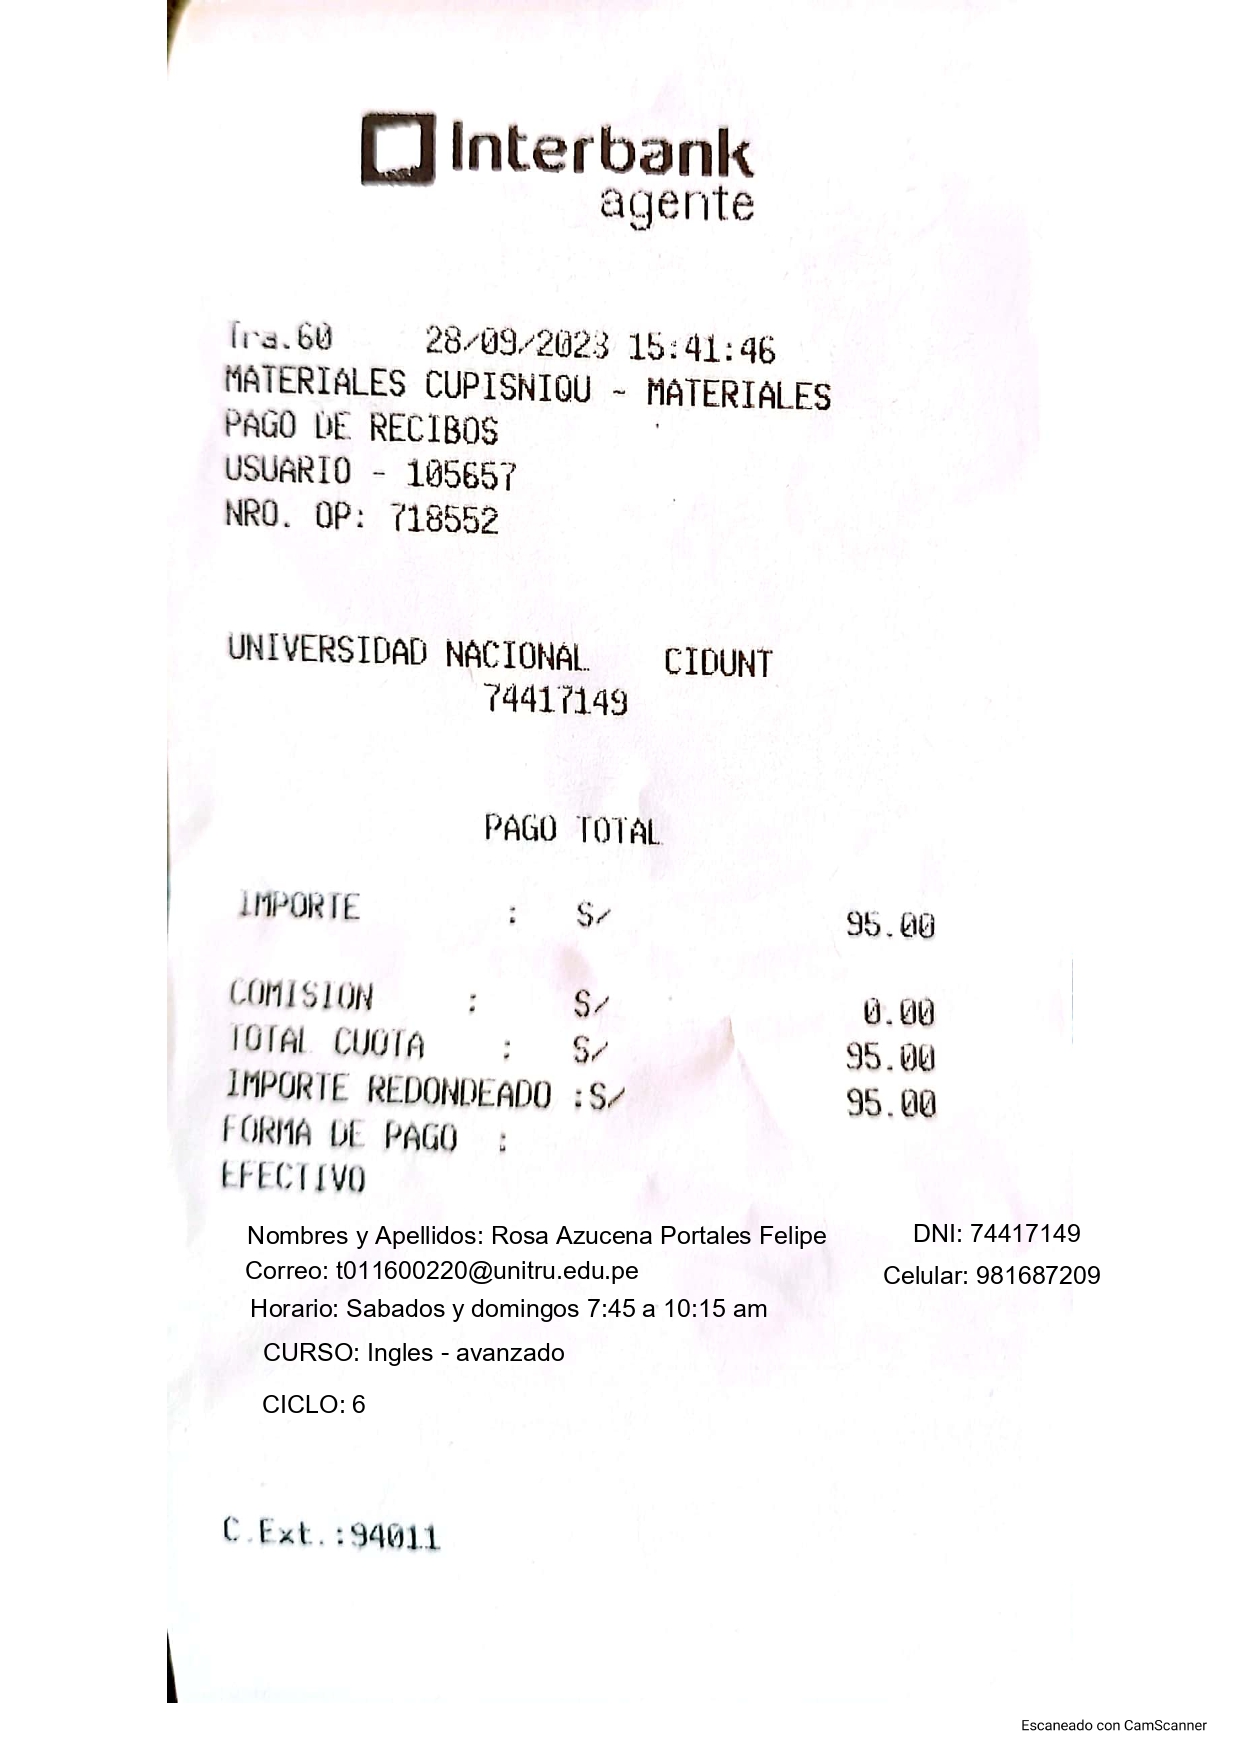 Interbank
agente
Tra.60 28/09/2023 15:41:46
MATERIALES CUPISNIQU - MATERIALES
PAGO DE RECIBOS
USUARIO - 105657
NRO. OP: 718552
UNIVERSIDAD NACIONAL CIDUNT
74417149
PAGO TOTAL
IMPORTE : S/ 95.00
COMISION : S/ 0.00
TOTAL CUOTA : S/ 95.00
IMPORTE REDONDEADO :S/ 95.00
FORMA DE PAGO :
EFECTIVO
Nombres y Apellidos: Rosa Azucena Portales Felipe DNI: 74417149
Correo: t011600220@unitru.edu.pe Celular: 981687209
Horario: Sabados y domingos 7:45 a 10:15 am
CURSO: Ingles - avanzado
CICLO: 6
C.Ext.:94011
Escaneado con CamScanner